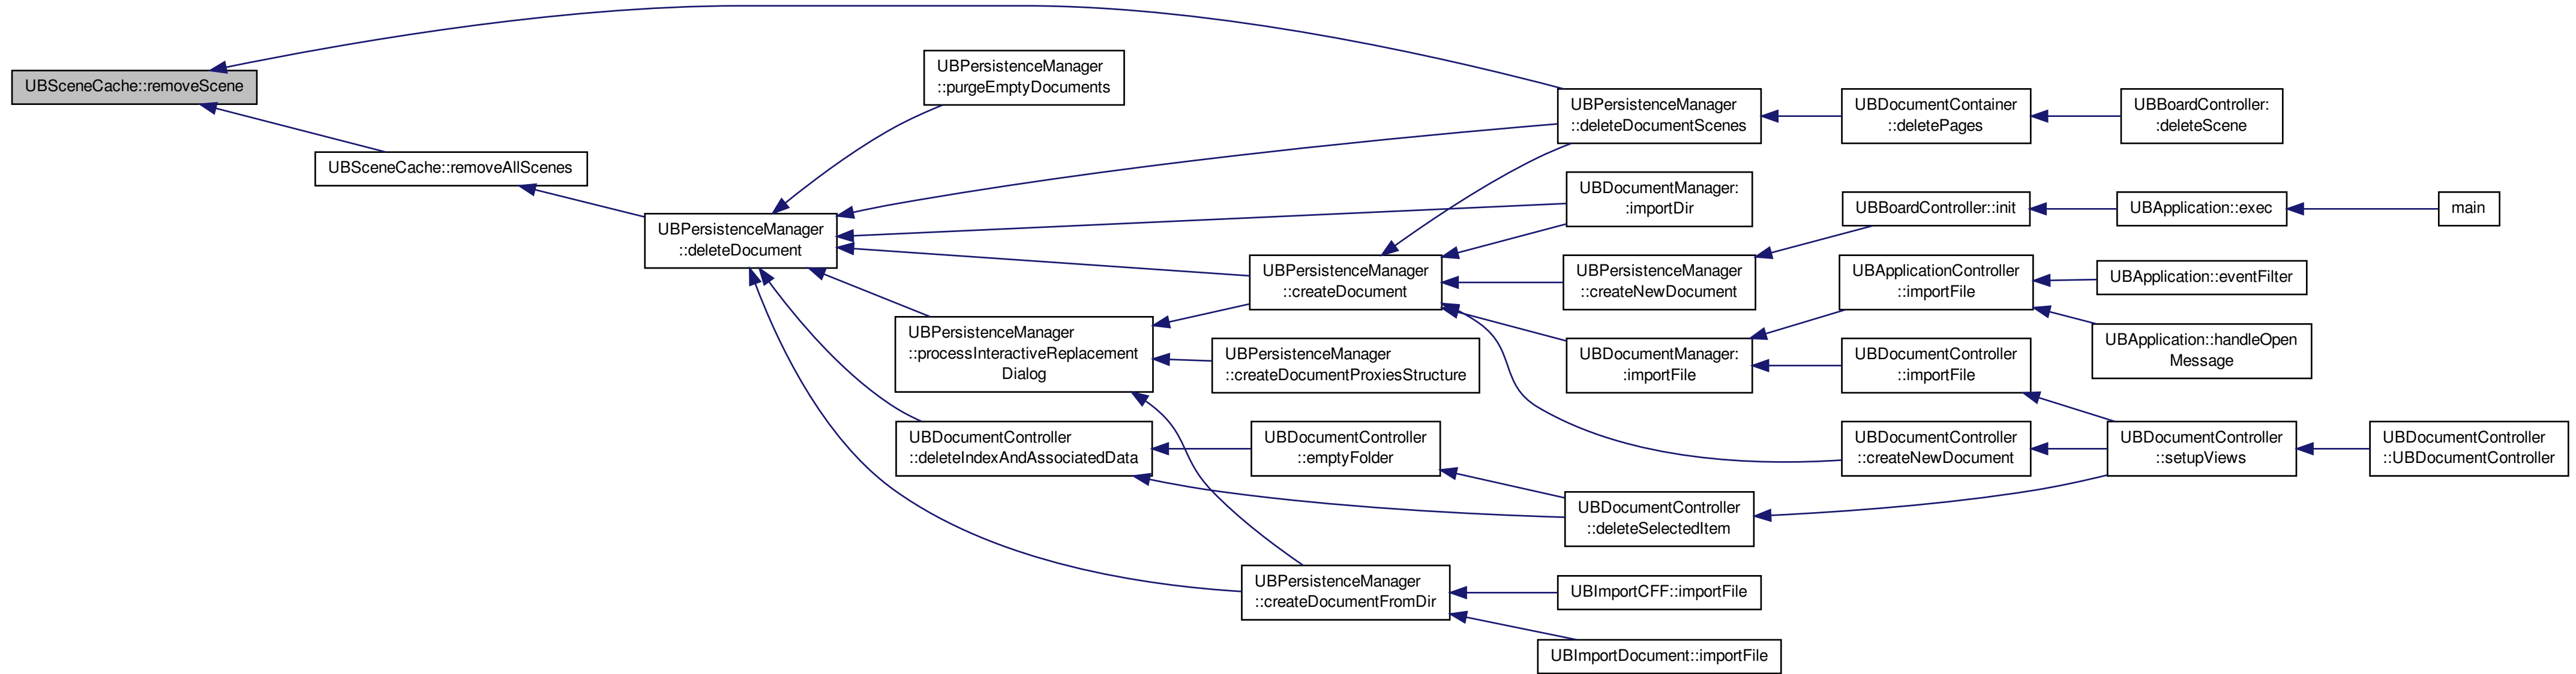 UBSceneCache::removeScene
UBSceneCache::removeAllScenes
UBPersistenceManager
::deleteDocument
UBPersistenceManager
::purgeEmptyDocuments
UBPersistenceManager
::processInteractiveReplacement
Dialog
UBDocumentController
::deleteIndexAndAssociatedData
UBPersistenceManager
::createDocument
UBPersistenceManager
::createDocumentProxiesStructure
UBDocumentController
::emptyFolder
UBPersistenceManager
::createDocumentFromDir
UBPersistenceManager
::deleteDocumentScenes
UBDocumentManager:
:importDir
UBPersistenceManager
::createNewDocument
UBDocumentManager:
:importFile
UBDocumentController
::deleteSelectedItem
UBImportCFF::importFile
UBImportDocument::importFile
UBDocumentContainer
::deletePages
UBBoardController::init
UBApplicationController
::importFile
UBDocumentController
::importFile
UBDocumentController
::createNewDocument
UBBoardController:
:deleteScene
UBApplication::exec
UBApplication::eventFilter
UBApplication::handleOpen
Message
UBDocumentController
::setupViews
main
UBDocumentController
::UBDocumentController